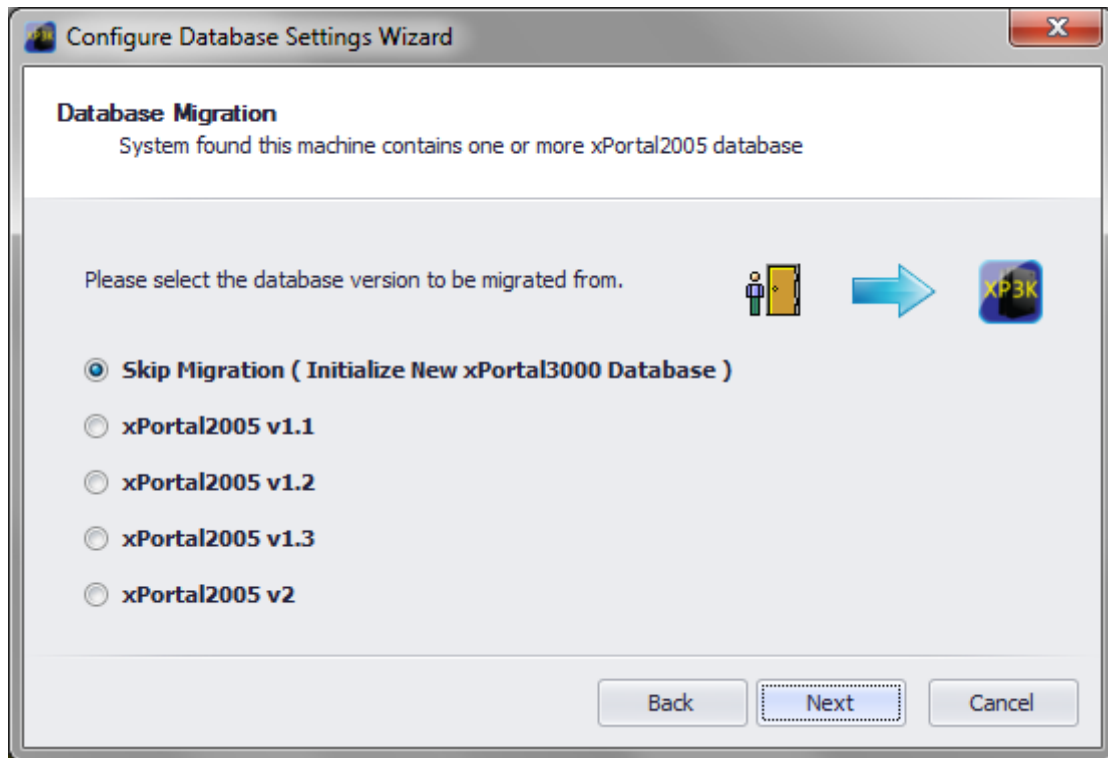 Configure Database Settings Wizard
Database Migration
System found this machine contains one or more xPortal2005 database
Please select the database version to be migrated from.
XP3K
Skip Migration ( Initialize New xPortal3000 Database )
xPortal2005 v1.1
xPortal2005 v1.2
xPortal2005 v1.3
xPortal2005 v2
Back
Next
Cancel